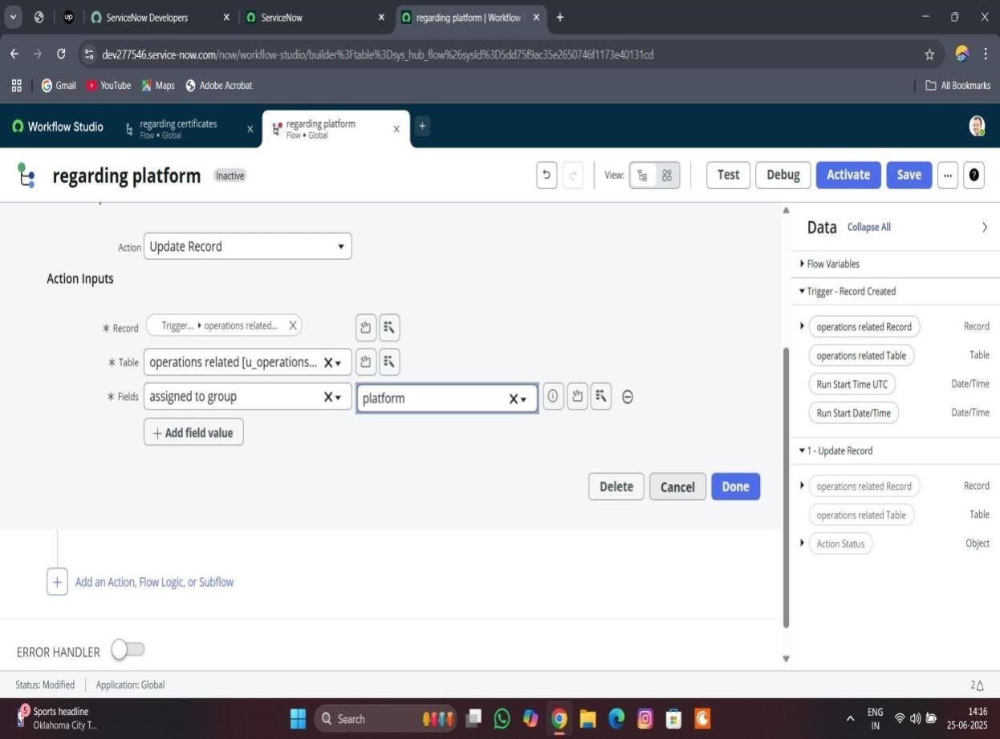 ServiceNow Developers
ServiceNow
regarding platform | Workflow S
dev277546.service-now.com/now/workflow-studio/builder%3Ftable%3Dsys_hub_flow%26sysId%3D5dd75f9ac35e2650746f1173e40131cd
Gmail
YouTube
Maps
Adobe Acrobat
All Bookmarks
Workflow Studio
regarding certificates
Flow • Global
regarding platform
Flow • Global
regarding platform
Inactive
View:
Test
Debug
Activate
Save
Action
Update Record
Action Inputs
* Record
Trigger... ▸ operations related...
* Table
operations related [u_operations...
* Fields
assigned to group
platform
+ Add field value
Delete
Cancel
Done
Add an Action, Flow Logic, or Subflow
ERROR HANDLER
Data
Collapse All
Flow Variables
Trigger - Record Created
operations related Record
Record
operations related Table
Table
Run Start Time UTC
Date/Time
Run Start Date/Time
Date/Time
1 - Update Record
operations related Record
Record
operations related Table
Table
Action Status
Object
Status: Modified
Application: Global
2
5
Sports headline
Oklahoma City T...
Search
ENG
IN
14:16
25-06-2025